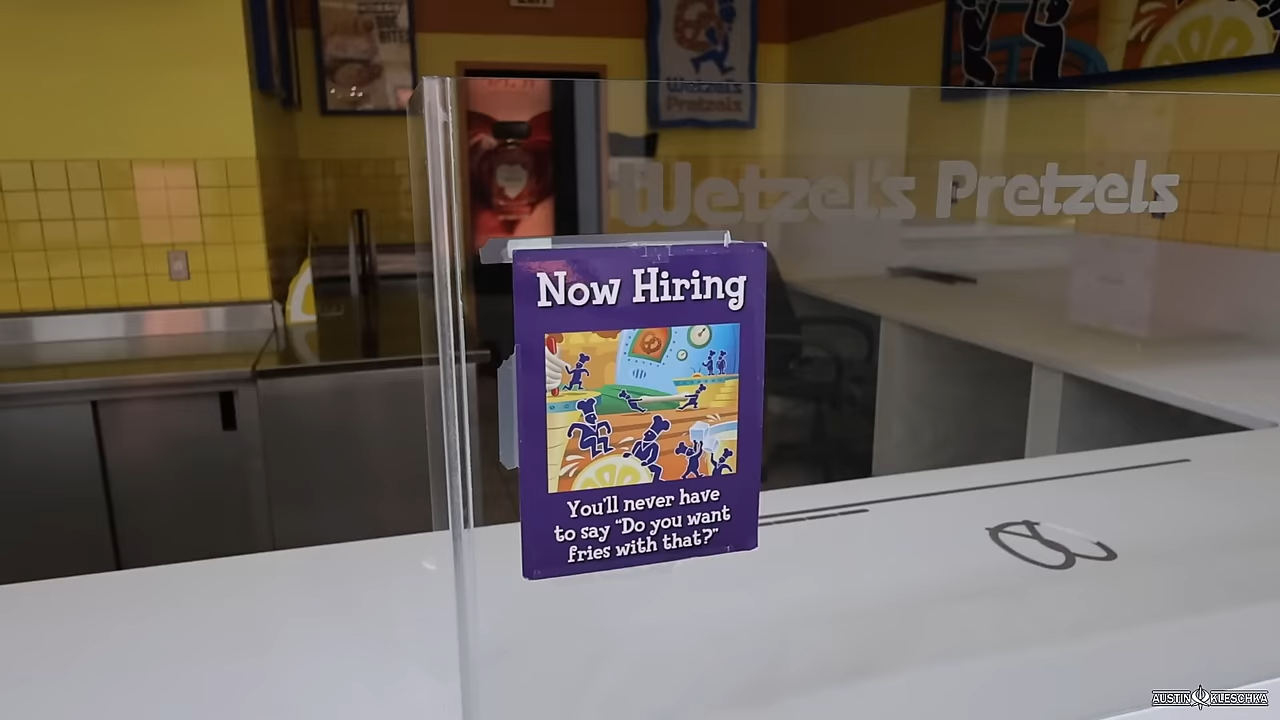 Wetzel's
Pretzels
Wetzel's Pretzels
Now Hiring
You'll never have
to say "Do you want
fries with that?"
AUSTIN KLESCHKA